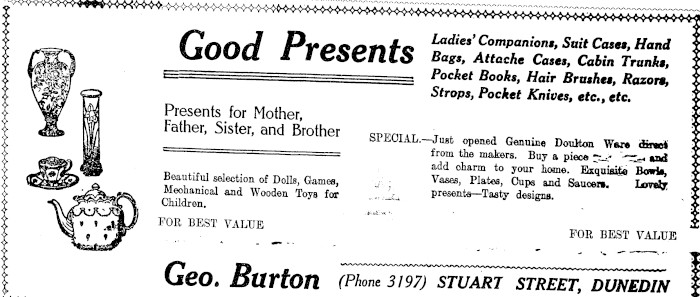 Good Presents
Ladies' Companions, Suit Cases, Hand
Bags, Attache Cases, Cabin Trunks,
Pocket Books, Hair Brushes, Razors,
Strops, Pocket Knives, etc., etc.
Presents for Mother,
Father, Sister, and Brother
Beautiful selection of Dolls, Games,
Mechanical and Wooden Toys for
Children.
FOR BEST VALUE
SPECIAL.—Just opened Genuine Doulton Ware direct
from the makers. Buy a piece and
add charm to your home. Exquisite Bowls,
Vases, Plates, Cups and Saucers. Lovely
presents—Tasty designs.
FOR BEST VALUE
Geo. Burton (Phone 3197) STUART STREET, DUNEDIN